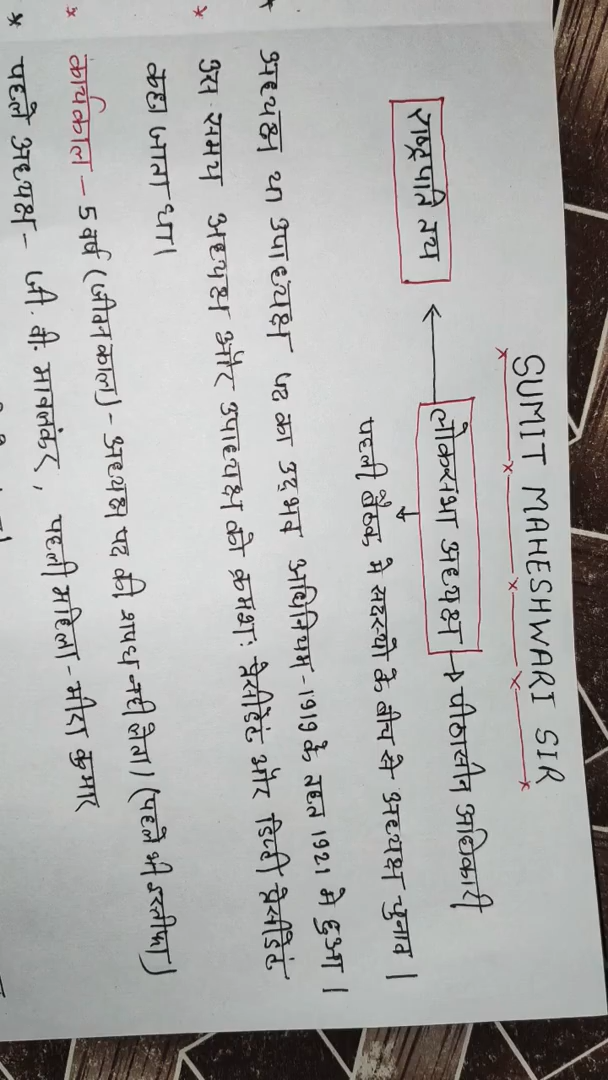 SUMIT MAHESHWARI SIR
राष्ट्रपति तय ← लोकसभा अध्यक्ष → पीठासीन अधिकारी
↓
पहली बैठक मे सदस्यो के बीच से अध्यक्ष चुनाव |
* अध्यक्ष या उपाध्यक्ष पद का उद्भव अधिनियम-1919 के तहत 1921 मे हुआ |
* उस समय अध्यक्ष और उपाध्यक्ष को क्रमशः प्रेसीडेंट और डिप्टी प्रेसीडेंट
कहा जाता था।
* कार्यकाल - 5 वर्ष (जीवनकाल) - अध्यक्ष पद की शपथ नही लेता। (पहले भी इस्तीफा)
* पहले अध्यक्ष - जी. वी. मावलंकर, पहली महिला - मीरा कुमार